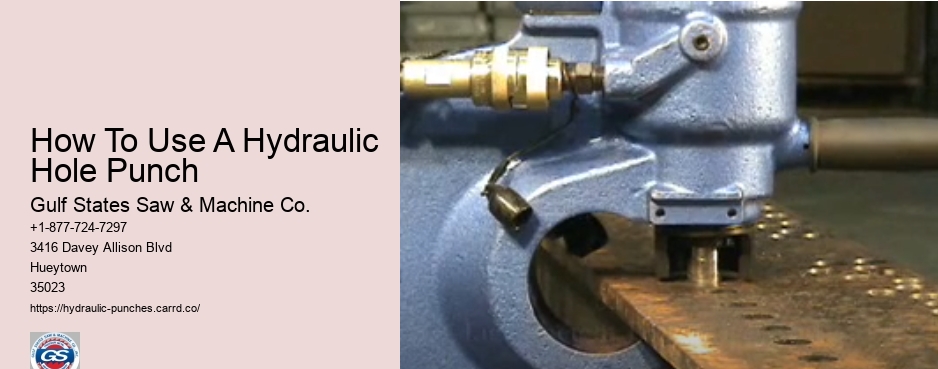 How To Use A Hydraulic
Hole Punch
Gulf States Saw & Machine Co.
+1-877-724-7297
3416 Davey Allison Blvd
Hueytown
35023
https://hydraulic-punches.carrd.co/
GS